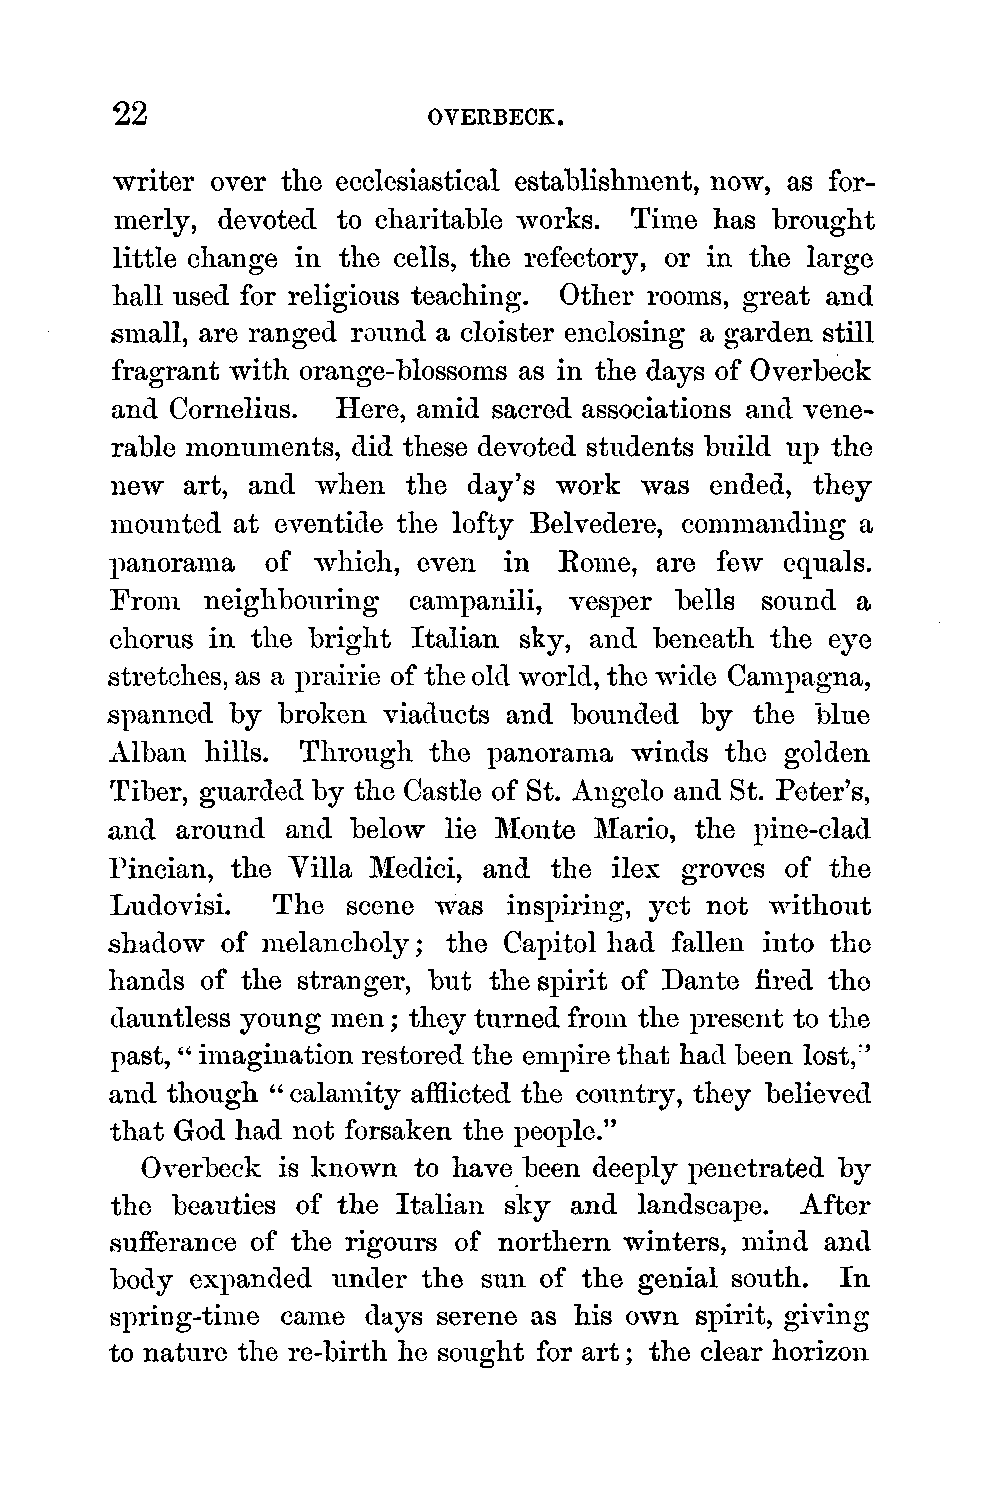 22 OVERBECK.
writer over the ecclesiastical establishment, now, as for-
merly, devoted to charitable works. Time has brought
little change in the cells, the refectory, or in the large
hall used for religious teaching. Other rooms, great and
small, are ranged round a cloister enclosing a garden still
fragrant with orange-blossoms as in the days of Overbeck
and Cornelius. Here, amid sacred associations and vene-
rable monuments, did these devoted students build up the
new art, and when the day's work was ended, they
mounted at eventide the lofty Belvedere, commanding a
panorama of which, even in Rome, are few equals.
From neighbouring campanili, vesper bells sound a
chorus in the bright Italian sky, and beneath the eye
stretches, as a prairie of the old world, the wide Campagna,
spanned by broken viaducts and bounded by the blue
Alban hills. Through the panorama winds the golden
Tiber, guarded by the Castle of St. Angelo and St. Peter's,
and around and below lie Monte Mario, the pine-clad
Pincian, the Villa Medici, and the ilex groves of the
Ludovisi. The scene was inspiring, yet not without
shadow of melancholy; the Capitol had fallen into the
hands of the stranger, but the spirit of Dante fired the
dauntless young men; they turned from the present to the
past, "imagination restored the empire that had been lost,"
and though "calamity afflicted the country, they believed
that God had not forsaken the people."
Overbeck is known to have been deeply penetrated by
the beauties of the Italian sky and landscape. After
sufferance of the rigours of northern winters, mind and
body expanded under the sun of the genial south. In
spring-time came days serene as his own spirit, giving
to nature the re-birth he sought for art; the clear horizon